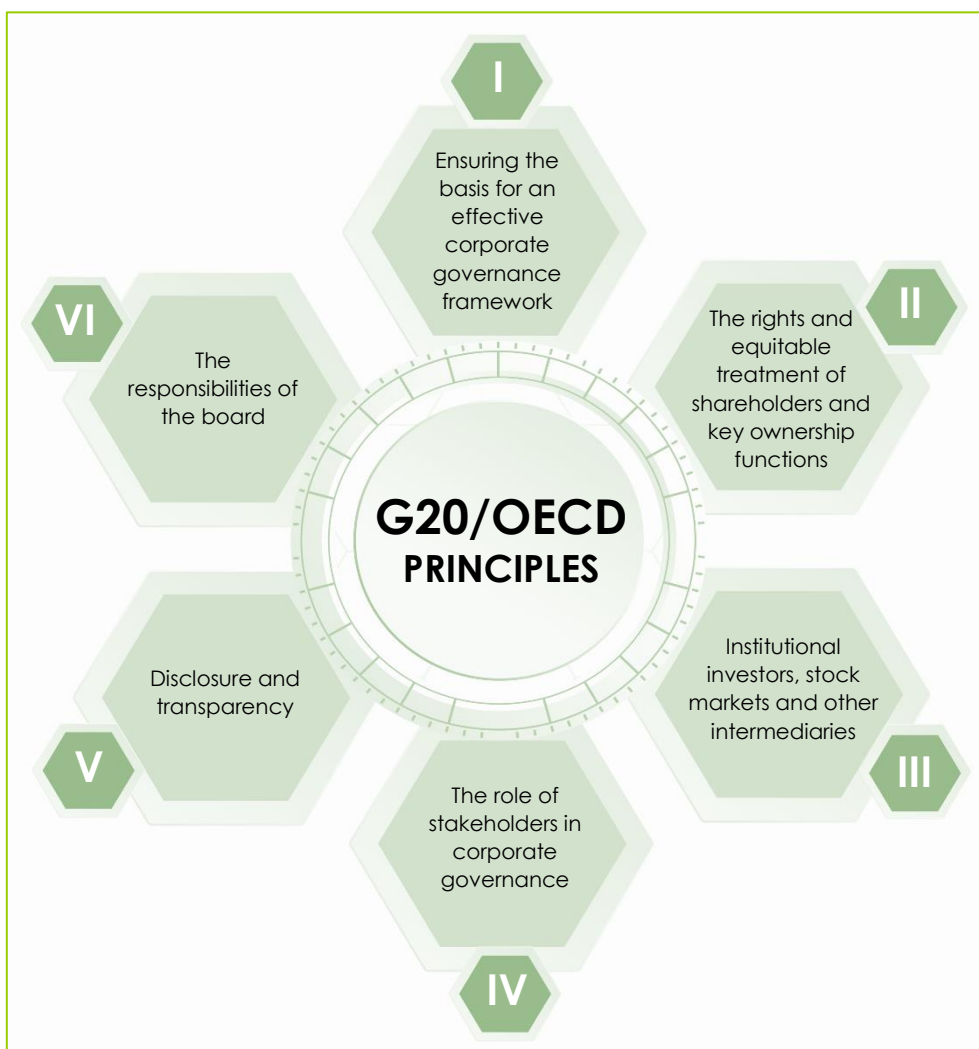 I
Ensuring the
basis for an
effective
corporate
governance
framework
II
The rights and
equitable
treatment of
shareholders and
key ownership
functions
III
Institutional
investors, stock
markets and other
intermediaries
IV
The role of
stakeholders in
corporate
governance
V
Disclosure and
transparency
VI
The
responsibilities of
the board
G20/OECD
PRINCIPLES